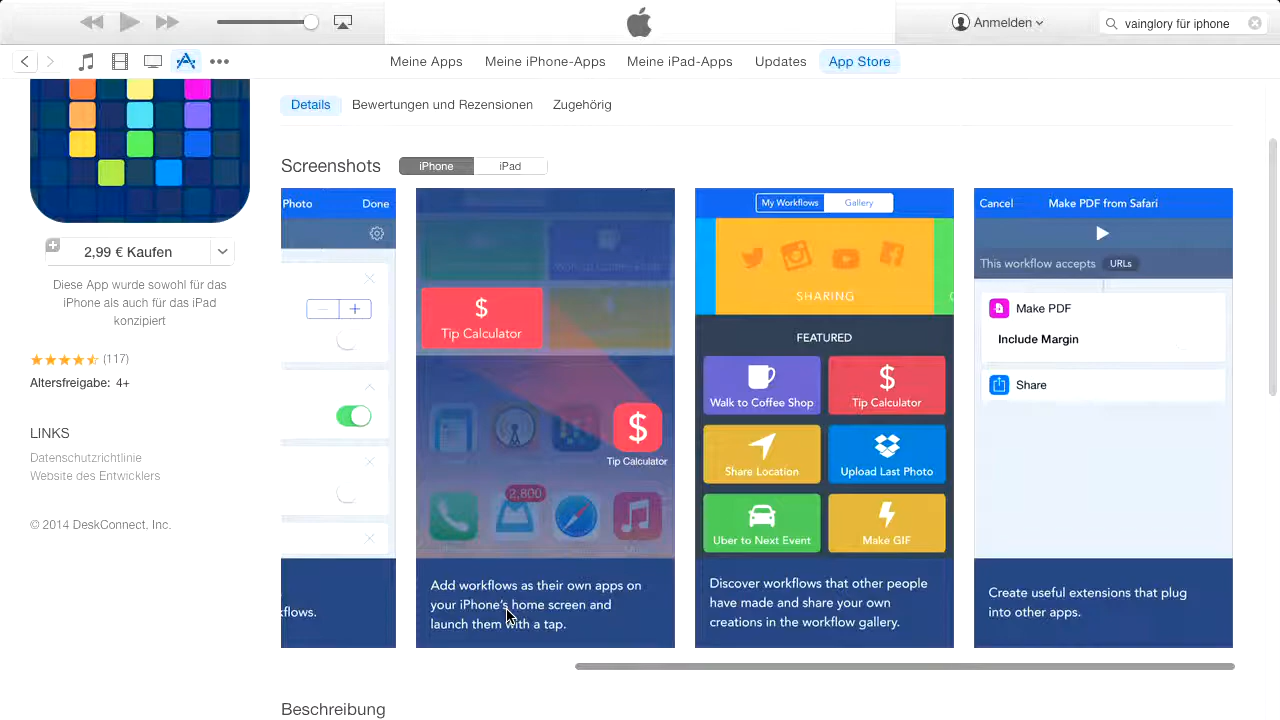 Anmelden
vainglory für iphone
Meine Apps
Meine iPhone-Apps
Meine iPad-Apps
Updates
App Store
Details
Bewertungen und Rezensionen
Zugehörig
Screenshots
iPhone
iPad
2,99 € Kaufen
Diese App wurde sowohl für das
iPhone als auch für das iPad
konzipiert
(117)
Altersfreigabe: 4+
LINKS
Datenschutzrichtlinie
Website des Entwicklers
© 2014 DeskConnect, Inc.
Photo
Done
kflows.
$
Tip Calculator
$
Tip Calculator
2,800
Add workflows as their own apps on
your iPhone's home screen and
launch them with a tap.
My Workflows
Gallery
SHARING
FEATURED
Walk to Coffee Shop
$
Tip Calculator
Share Location
Upload Last Photo
Uber to Next Event
Make GIF
Discover workflows that other people
have made and share your own
creations in the workflow gallery.
Cancel
Make PDF from Safari
This workflow accepts
URLs
Make PDF
Include Margin
Share
Create useful extensions that plug
into other apps.
Beschreibung